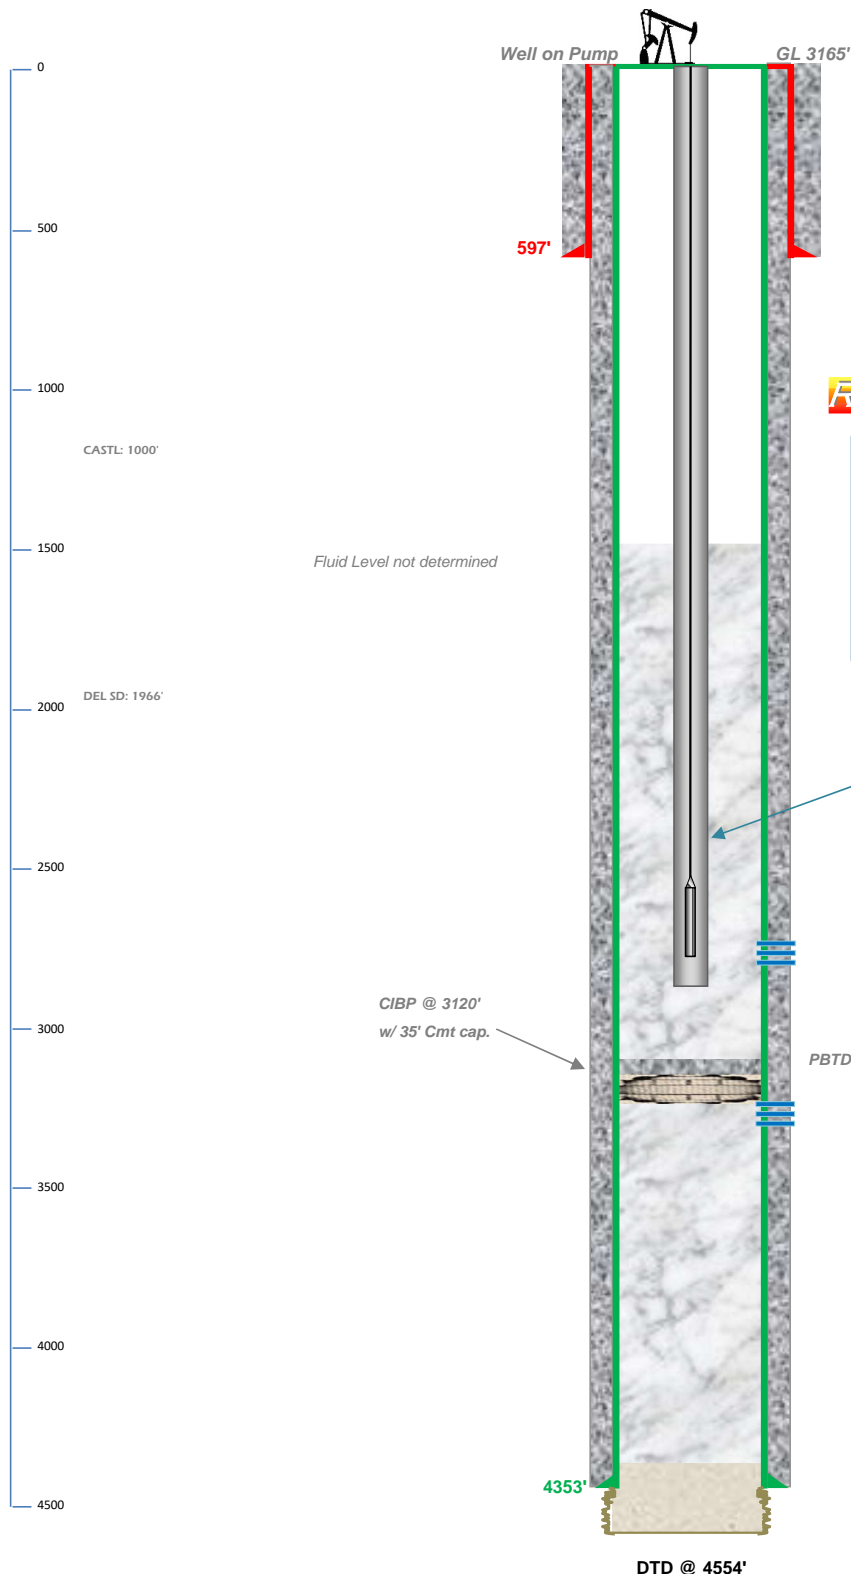 Well on Pump
GL 3165'
0
500
597'
1000
CASTL: 1000'
1500
Fluid Level not determined
DEL SD: 1966'
2000
2500
CIBP @ 3120'
w/ 35' Cmt cap.
3000
PBTD
3500
4000
4353'
4500
DTD @ 4554'